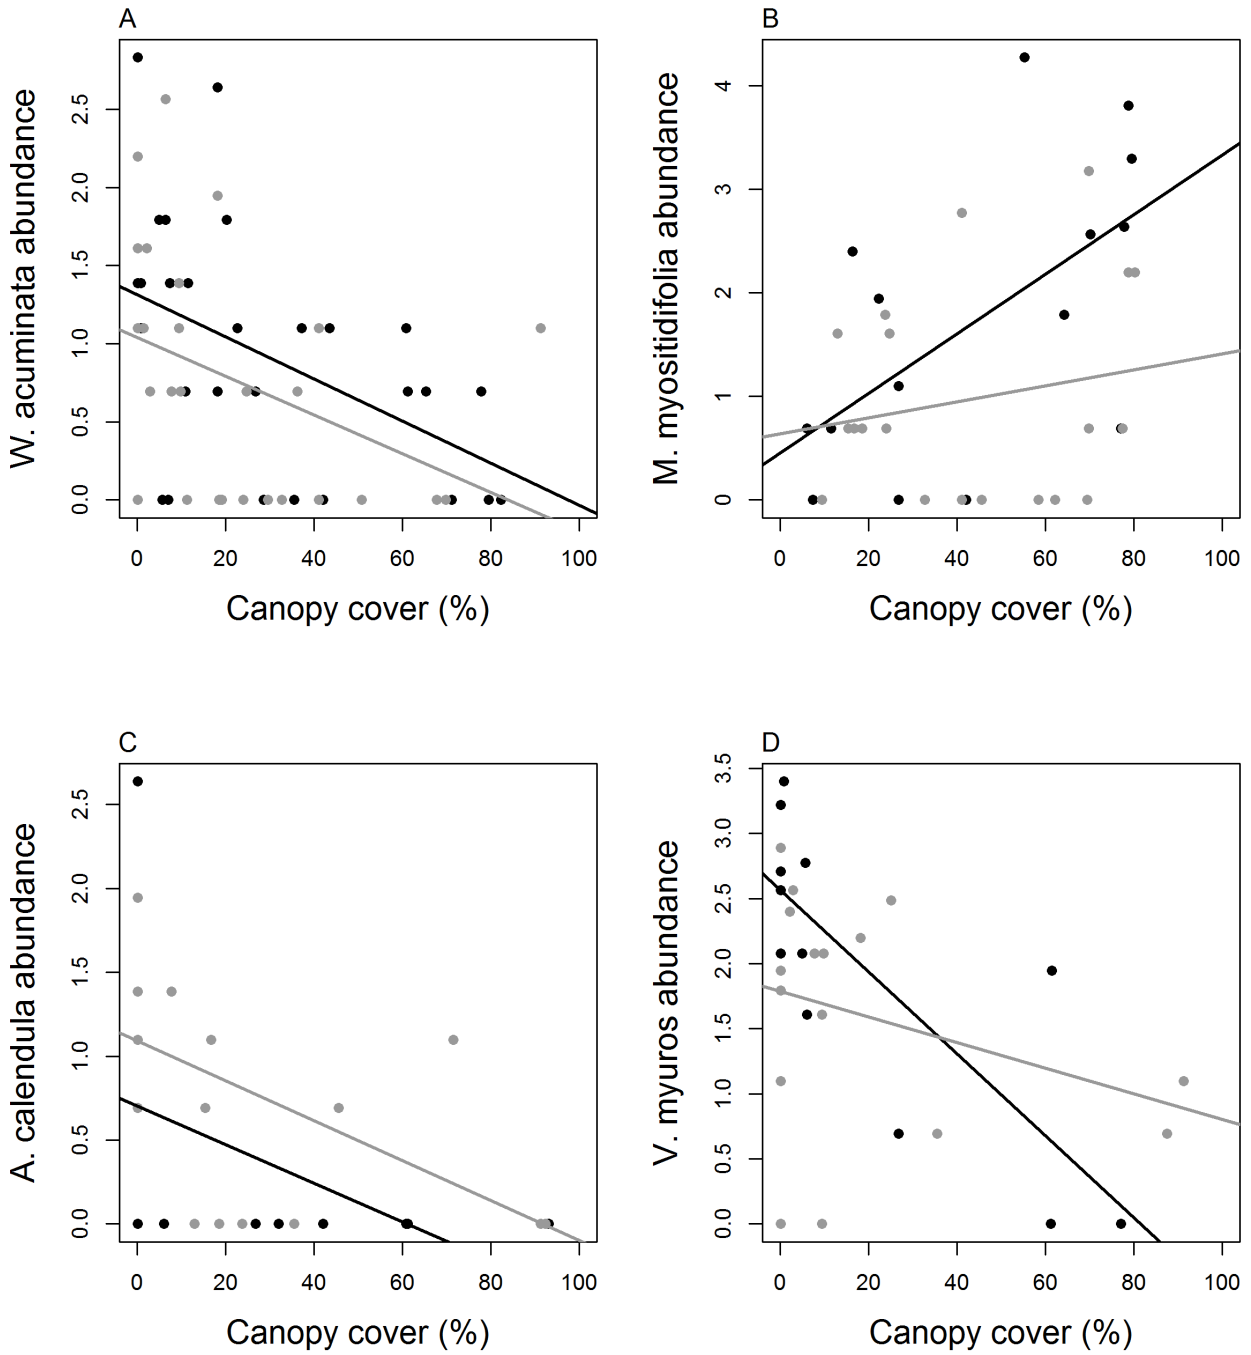 A
W. acuminata abundance
2.5
2.0
1.5
1.0
0.5
0.0
0 20 40 60 80 100
Canopy cover (%)
B
M. myositidifolia abundance
4
3
2
1
0
0 20 40 60 80 100
Canopy cover (%)
C
A. calendula abundance
2.5
2.0
1.5
1.0
0.5
0.0
0 20 40 60 80 100
Canopy cover (%)
D
V. myuros abundance
3.5
3.0
2.5
2.0
1.5
1.0
0.5
0.0
0 20 40 60 80 100
Canopy cover (%)